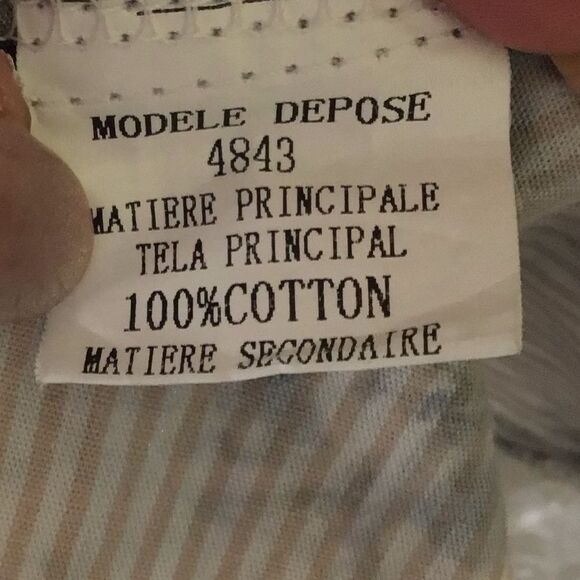 MODELE DEPOSE
4843
MATIERE PRINCIPALE
TELA PRINCIPAL
100%COTTON
MATIERE SECONDAIRE